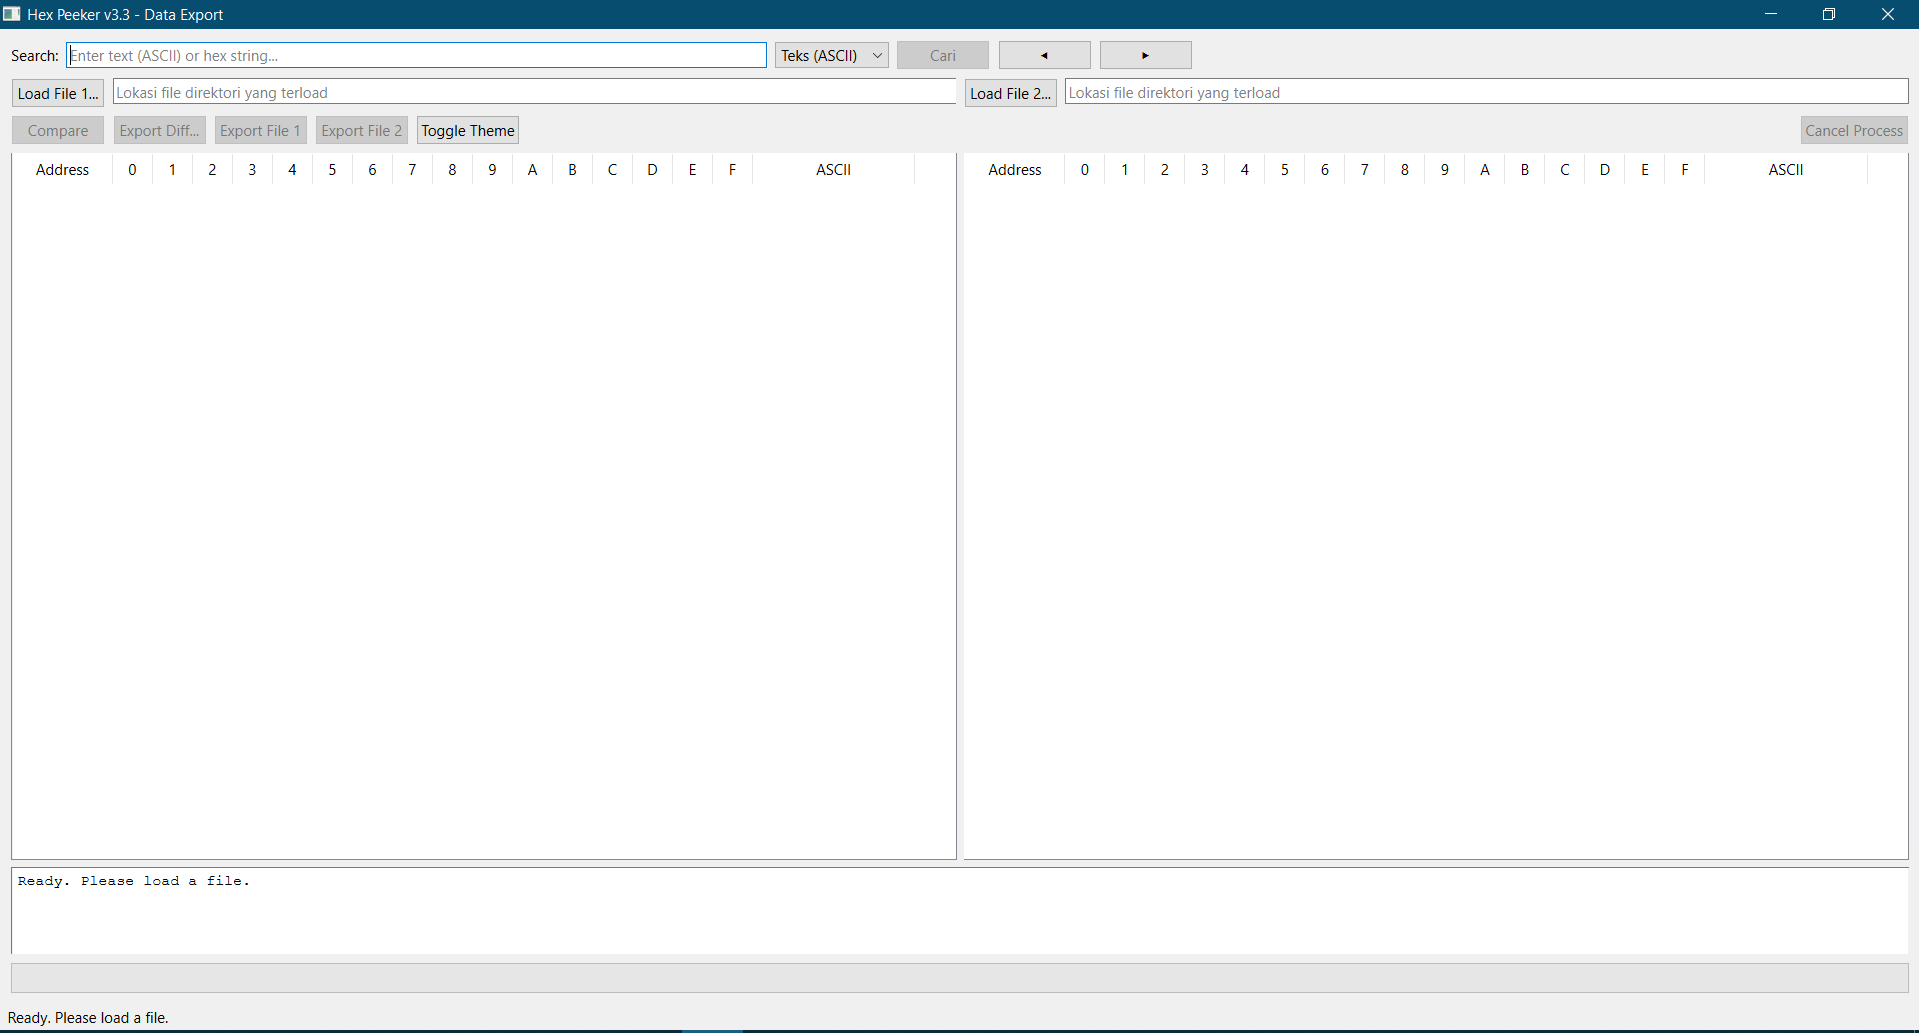 Hex Peeker v3.3 - Data Export
Search: Enter text (ASCII) or hex string... Teks (ASCII) Cari ◄ ►
Load File 1... Lokasi file direktori yang terload Load File 2... Lokasi file direktori yang terload
Compare Export Diff... Export File 1 Export File 2 Toggle Theme Cancel Process
Address 0 1 2 3 4 5 6 7 8 9 A B C D E F ASCII Address 0 1 2 3 4 5 6 7 8 9 A B C D E F ASCII
Ready. Please load a file.
Ready. Please load a file.